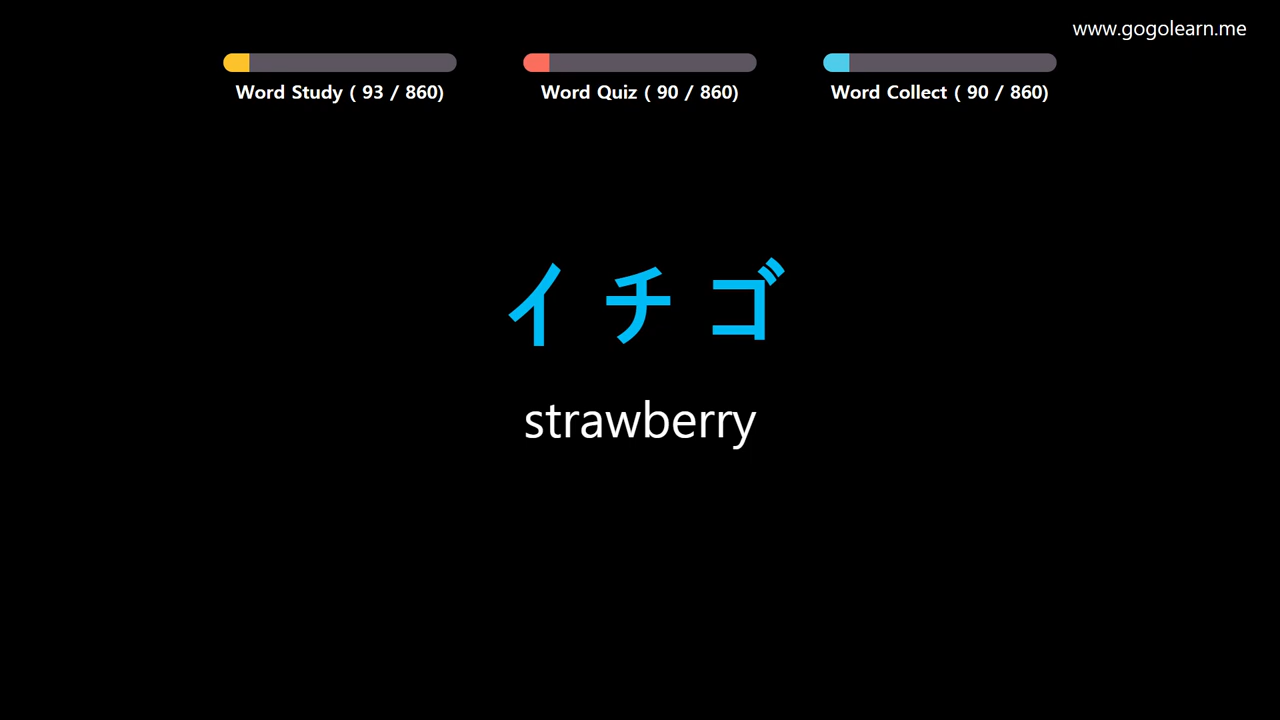 www.gogolearn.me
Word Study ( 93 / 860)
Word Quiz ( 90 / 860)
Word Collect ( 90 / 860)
イチゴ
strawberry